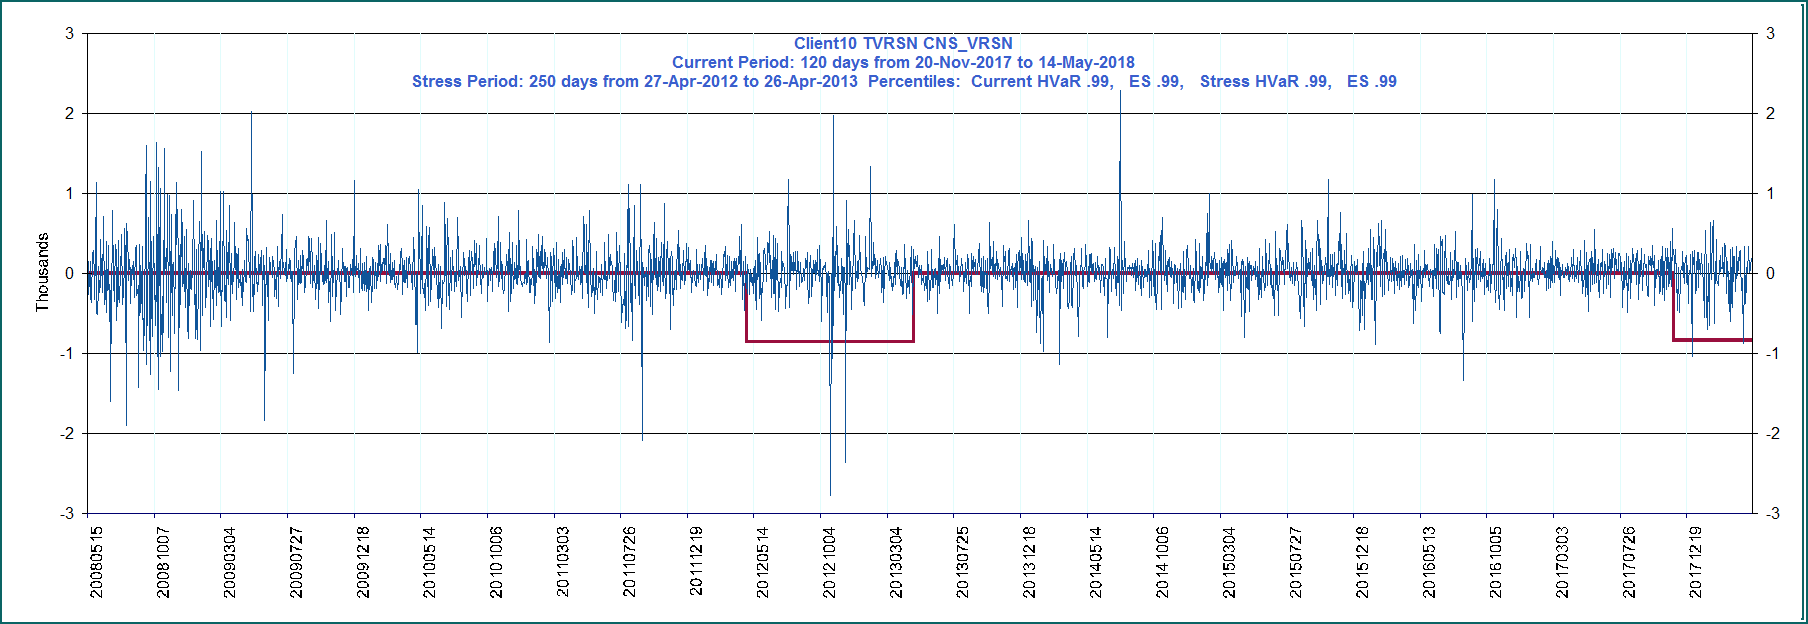 Client10 TVRSN CNS_VRSN
Current Period: 120 days from 20-Nov-2017 to 14-May-2018
Stress Period: 250 days from 27-Apr-2012 to 26-Apr-2013 Percentiles: Current HVaR .99, ES .99, Stress HVaR .99, ES .99
3 3
2 2
1 1
0 0
-1 -1
-2 -2
-3 -3
Thousands
20080515 20081007 20090304 20090727 20091218 20100514 20101006 20110303 20110726 20111219 20120514 20121004 20130304 20130725 20131218 20140514 20141006 20150304 20150727 20151218 20160513 20161005 20170303 20170726 20171219